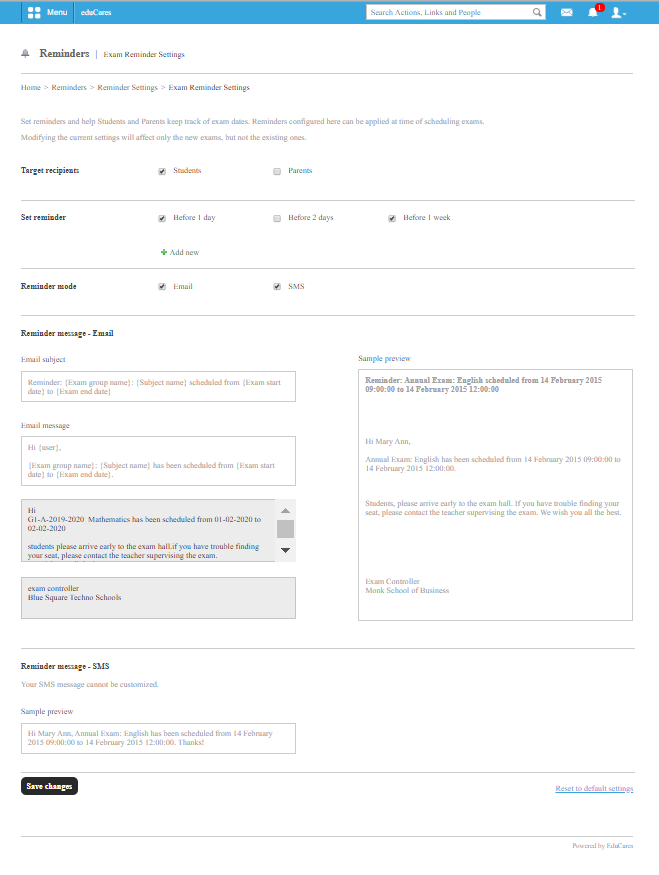 Menu eduCares Search Actions, Links and People 1
Reminders | Exam Reminder Settings
Home > Reminders > Reminder Settings > Exam Reminder Settings
Set reminders and help Students and Parents keep track of exam dates. Reminders configured here can be applied at time of scheduling exams.
Modifying the current settings will affect only the new exams, but not the existing ones.
Target recipients Students Parents
Set reminder Before 1 day Before 2 days Before 1 week
Add new
Reminder mode Email SMS
Reminder message - Email
Email subject
Reminder: {Exam group name}: {Subject name} scheduled from {Exam start
date} to {Exam end date}
Email message
Hi {user},
{Exam group name}: {Subject name} has been scheduled from {Exam start
date} to {Exam end date}.
Hi
G1-A-2019-2020 Mathematics has been scheduled from 01-02-2020 to
02-02-2020
students please arrive early to the exam hall.if you have trouble finding
your seat, please contact the teacher supervising the exam.
exam controller
Blue Square Techno Schools
Sample preview
Reminder: Annual Exam: English scheduled from 14 February 2015
09:00:00 to 14 February 2015 12:00:00
Hi Mary Ann,
Annual Exam: English has been scheduled from 14 February 2015 09:00:00 to
14 February 2015 12:00:00.
Students, please arrive early to the exam hall. If you have trouble finding your
seat, please contact the teacher supervising the exam. We wish you all the best.
Exam Controller
Monk School of Business
Reminder message - SMS
Your SMS message cannot be customized.
Sample preview
Hi Mary Ann, Annual Exam: English has been scheduled from 14 February
2015 09:00:00 to 14 February 2015 12:00:00. Thanks!
Save changes Reset to default settings
Powered by EduCares